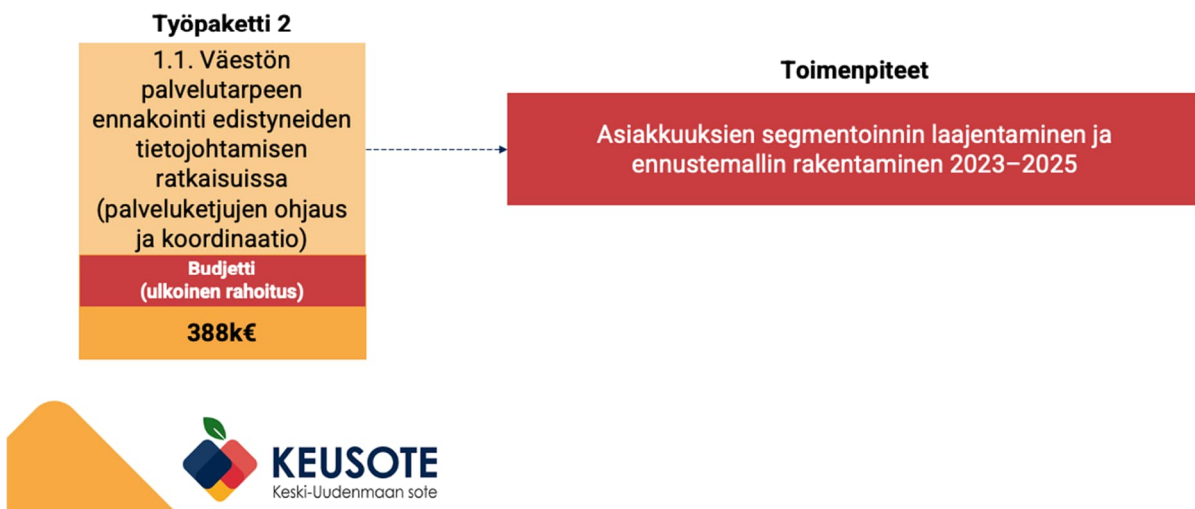 Työpaketti 2
1.1. Väestön
palvelutarpeen
ennakointi edistyneiden
tietojohtamisen
ratkaisuissa
(palveluketjujen ohjaus
ja koordinaatio)
Budjetti
(ulkoinen rahoitus)
388k€
Toimenpiteet
Asiakkuuksien segmentoinnin laajentaminen ja
ennustemallin rakentaminen 2023–2025
KEUSOTE
Keski-Uudenmaan sote